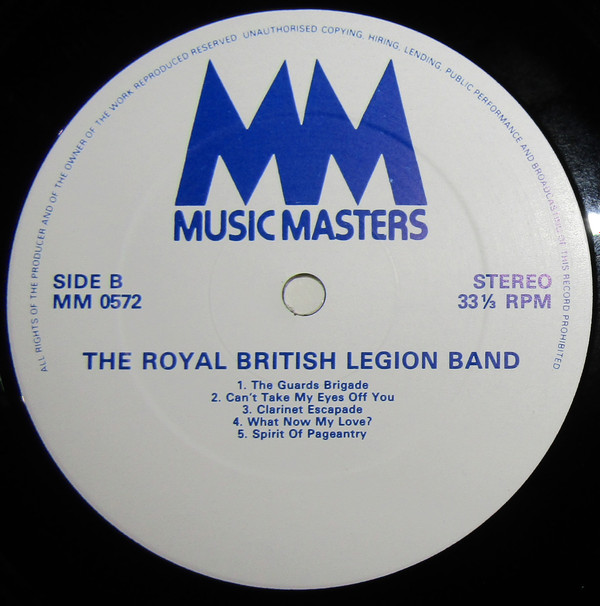 ALL RIGHTS OF THE PRODUCER AND OF THE OWNER OF THE WORK REPRODUCED RESERVED UNAUTHORISED COPYING, HIRING, LENDING, PUBLIC PERFORMANCE AND BROADCASTING OF THIS RECORD PROHIBITED
MM
MUSIC MASTERS
SIDE B
MM 0572
STEREO
33⅓ RPM
THE ROYAL BRITISH LEGION BAND
1. The Guards Brigade
2. Can't Take My Eyes Off You
3. Clarinet Escapade
4. What Now My Love?
5. Spirit Of Pageantry